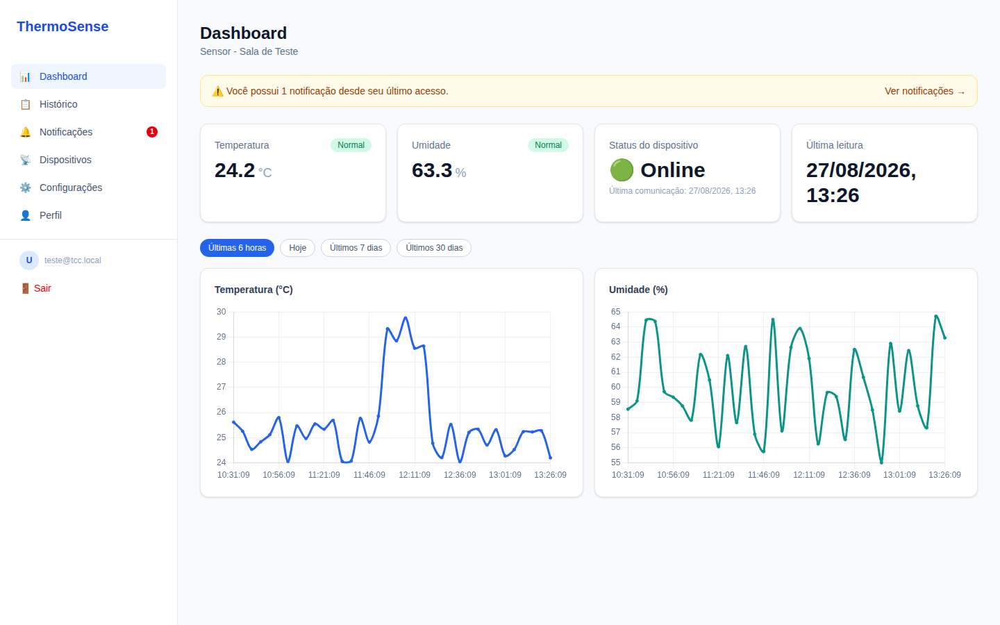 ThermoSense
Dashboard
Histórico
Notificações 1
Dispositivos
Configurações
Perfil
U teste@tcc.local
Sair
Dashboard
Sensor - Sala de Teste
⚠️ Você possui 1 notificação desde seu último acesso. Ver notificações →
Temperatura Normal
24.2 °C
Umidade Normal
63.3 %
Status do dispositivo
Online
Última comunicação: 27/08/2026, 13:26
Última leitura
27/08/2026,
13:26
Últimas 6 horas Hoje Últimos 7 dias Últimos 30 dias
Temperatura (°C)
30
29
28
27
26
25
24
10:31:09 10:56:09 11:21:09 11:46:09 12:11:09 12:36:09 13:01:09 13:26:09
Umidade (%)
65
64
63
62
61
60
59
58
57
56
55
10:31:09 10:56:09 11:21:09 11:46:09 12:11:09 12:36:09 13:01:09 13:26:09